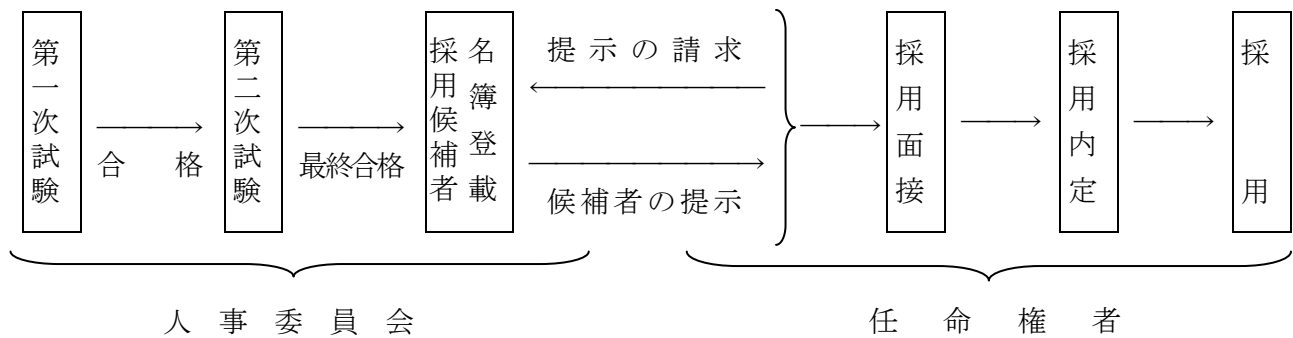 第一次試験
合格
第二次試験
最終合格
採用候補者
名簿登載
提示の請求
候補者の提示
採用面接
採用内定
採用
人事委員会
任命権者